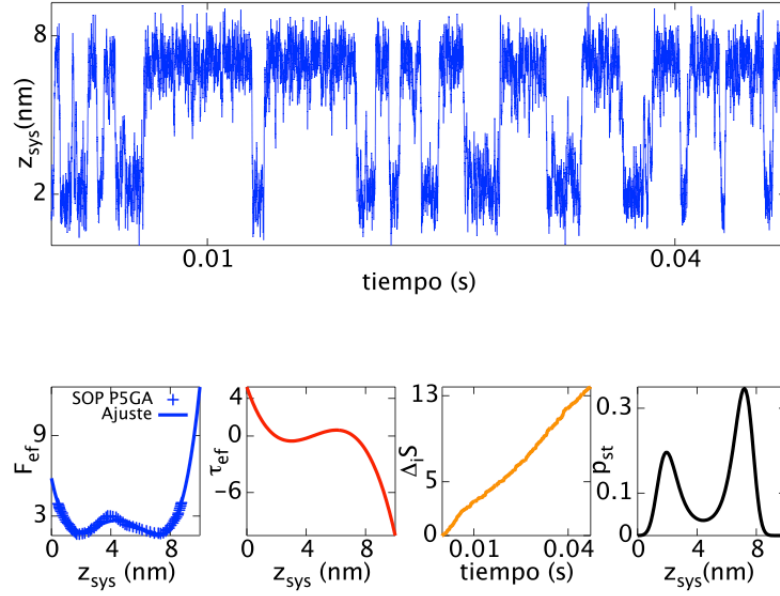 8
2
z_sys(nm)
0.01
0.04
tiempo (s)
SOP P5GA
Ajuste
9
3
F_ef
0
4
8
z_sys (nm)
4
0
−6
τ_ef
0
4
8
z_sys (nm)
13
5
0
Δ_iS
0.01
0.04
tiempo (s)
0.3
0.1
0
p_st
0
2
4
6
8
z_sys(nm)